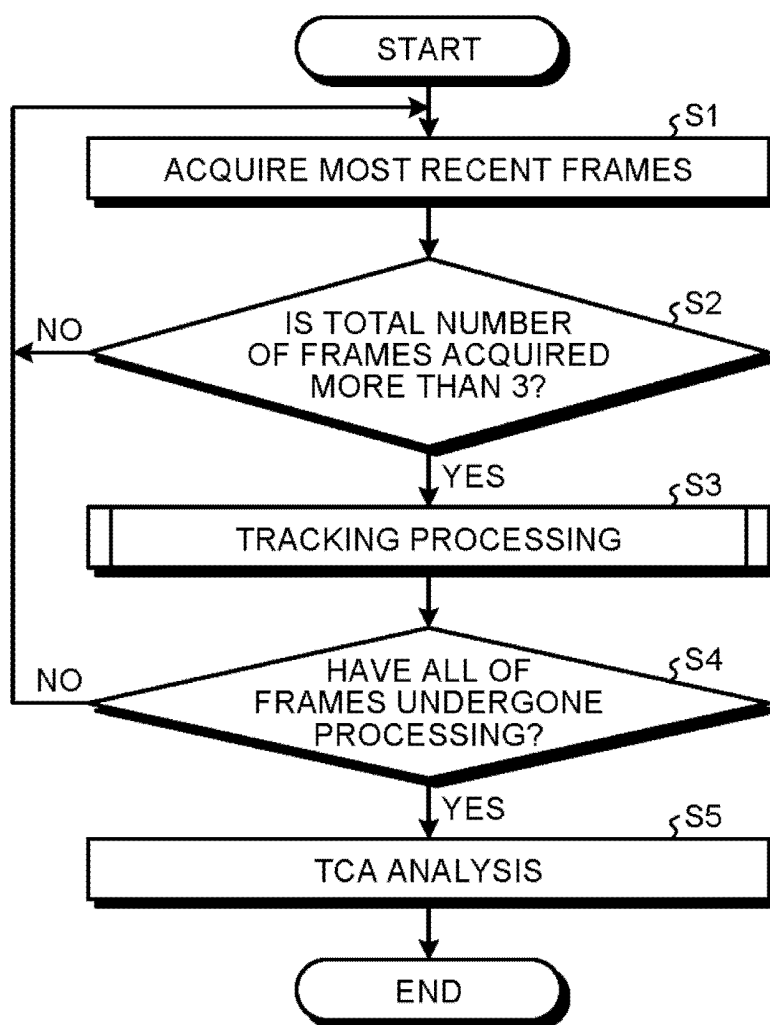 START
S1
ACQUIRE MOST RECENT FRAMES
S2
IS TOTAL NUMBER
OF FRAMES ACQUIRED
MORE THAN 3?
NO
YES
S3
TRACKING PROCESSING
S4
HAVE ALL OF
FRAMES UNDERGONE
PROCESSING?
NO
YES
S5
TCA ANALYSIS
END